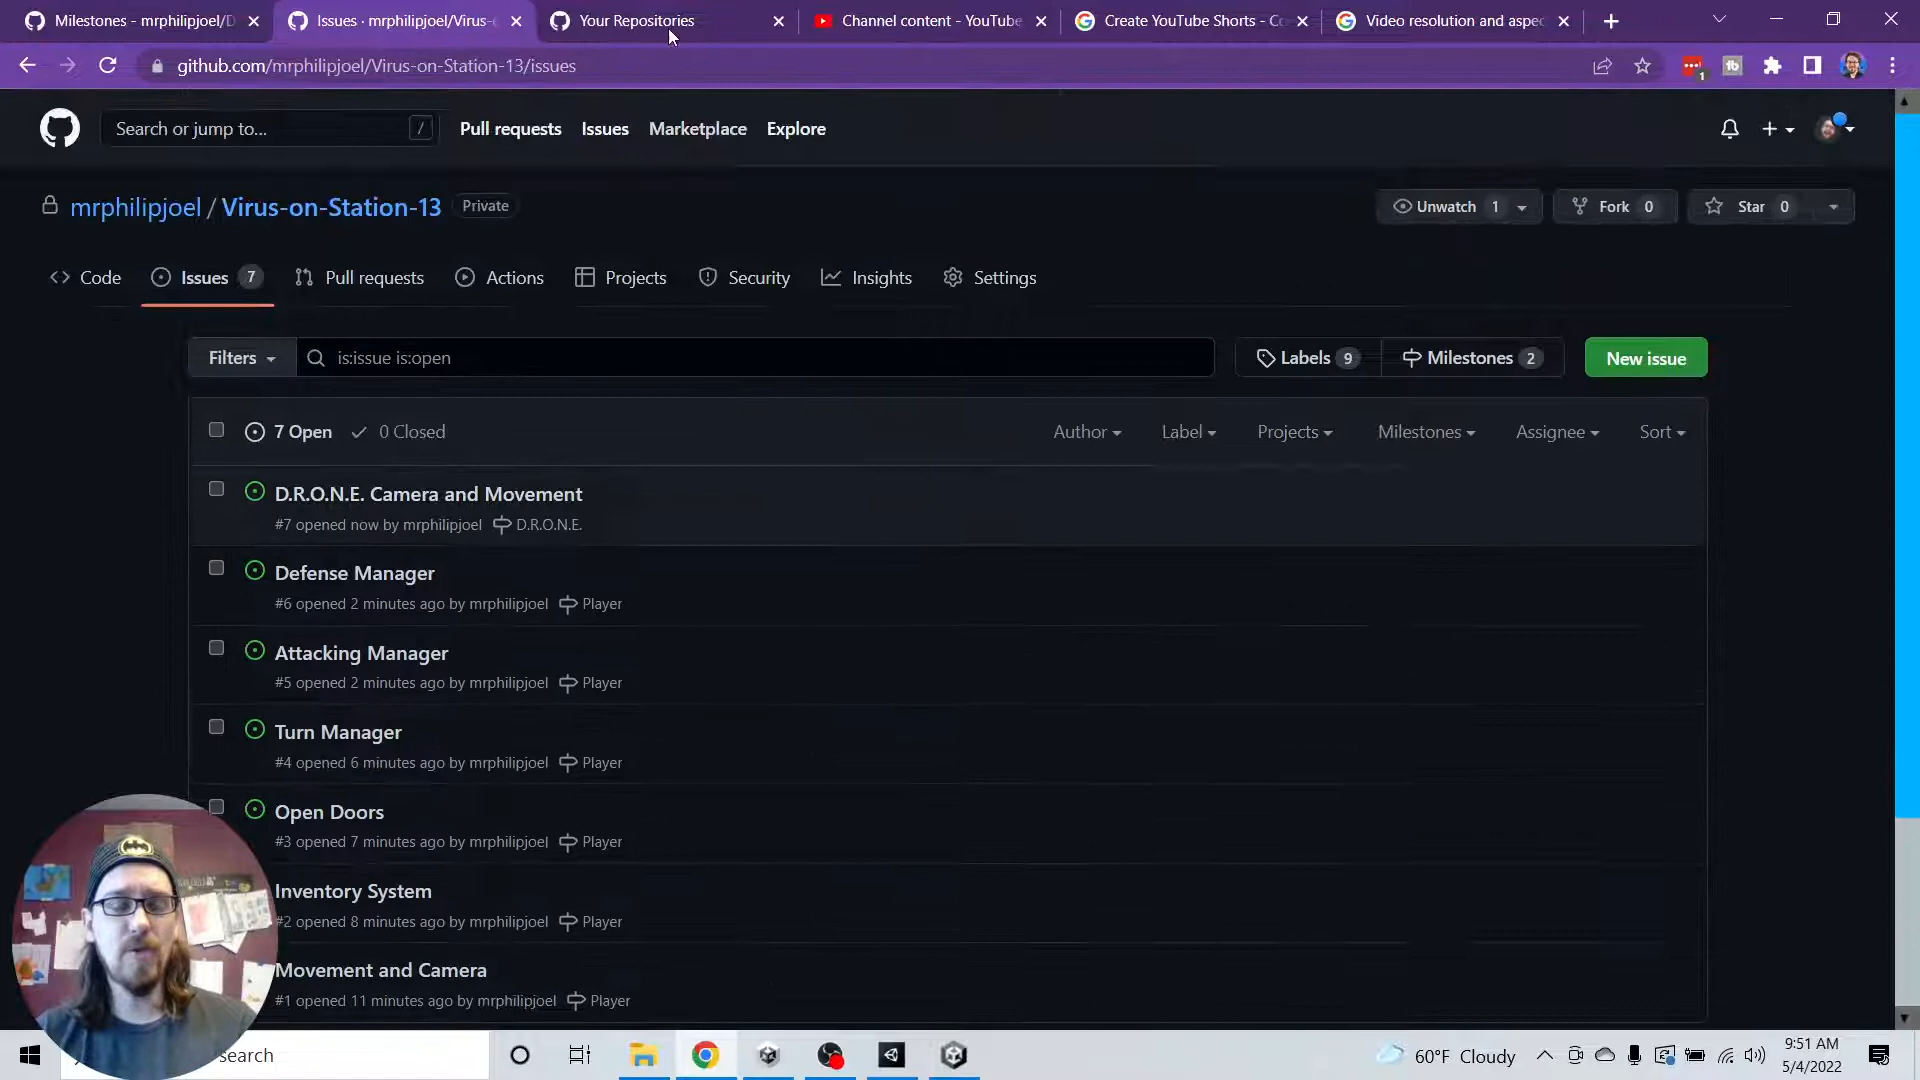 Milestones - mrphilipjoel/D
Issues · mrphilipjoel/Virus-
Your Repositories
Channel content - YouTube
Create YouTube Shorts - Co
Video resolution and aspec
github.com/mrphilipjoel/Virus-on-Station-13/issues
1
Search or jump to...
/
Pull requests
Issues
Marketplace
Explore
mrphilipjoel / Virus-on-Station-13
Private
Unwatch 1
Fork 0
Star 0
Code
Issues 7
Pull requests
Actions
Projects
Security
Insights
Settings
Filters
is:issue is:open
Labels 9
Milestones 2
New issue
7 Open
0 Closed
Author
Label
Projects
Milestones
Assignee
Sort
D.R.O.N.E. Camera and Movement
#7 opened now by mrphilipjoel D.R.O.N.E.
Defense Manager
#6 opened 2 minutes ago by mrphilipjoel Player
Attacking Manager
#5 opened 2 minutes ago by mrphilipjoel Player
Turn Manager
#4 opened 6 minutes ago by mrphilipjoel Player
Open Doors
#3 opened 7 minutes ago by mrphilipjoel Player
Inventory System
#2 opened 8 minutes ago by mrphilipjoel Player
Movement and Camera
#1 opened 11 minutes ago by mrphilipjoel Player
search
60°F Cloudy
9:51 AM
5/4/2022